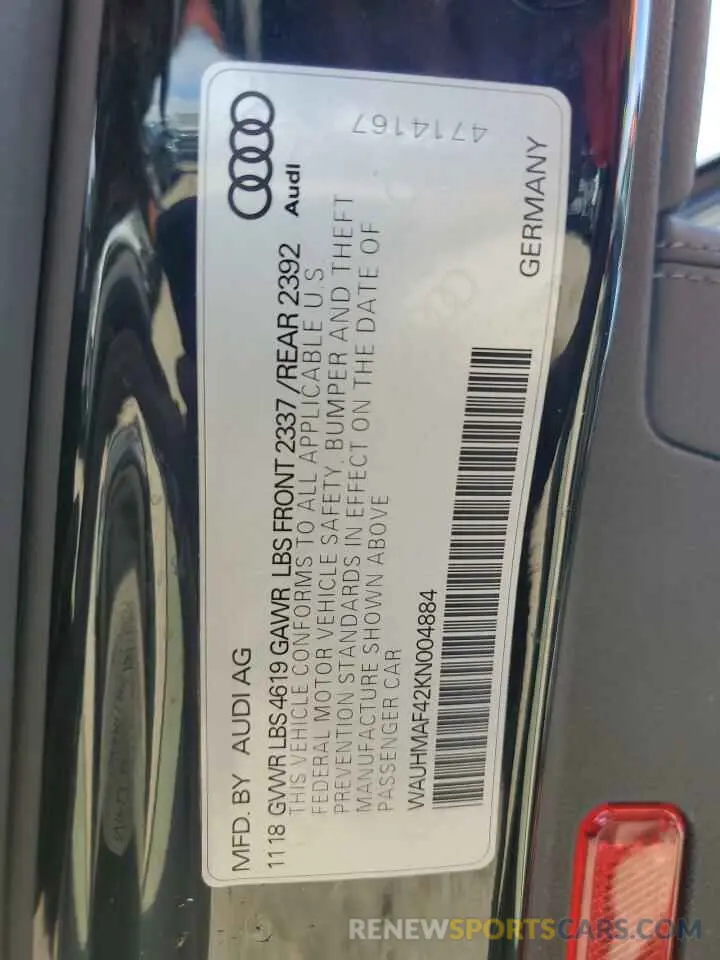 MFD. BY AUDI AG
Audi
1118 GVWR LBS 4619 GAWR LBS FRONT 2337 /REAR 2392
THIS VEHICLE CONFORMS TO ALL APPLICABLE U.S.
FEDERAL MOTOR VEHICLE SAFETY, BUMPER AND THEFT
PREVENTION STANDARDS IN EFFECT ON THE DATE OF
MANUFACTURE SHOWN ABOVE
PASSENGER CAR
WAUHMAF42KN004884
4714167
GERMANY
RENEWSPORTSCARS.COM